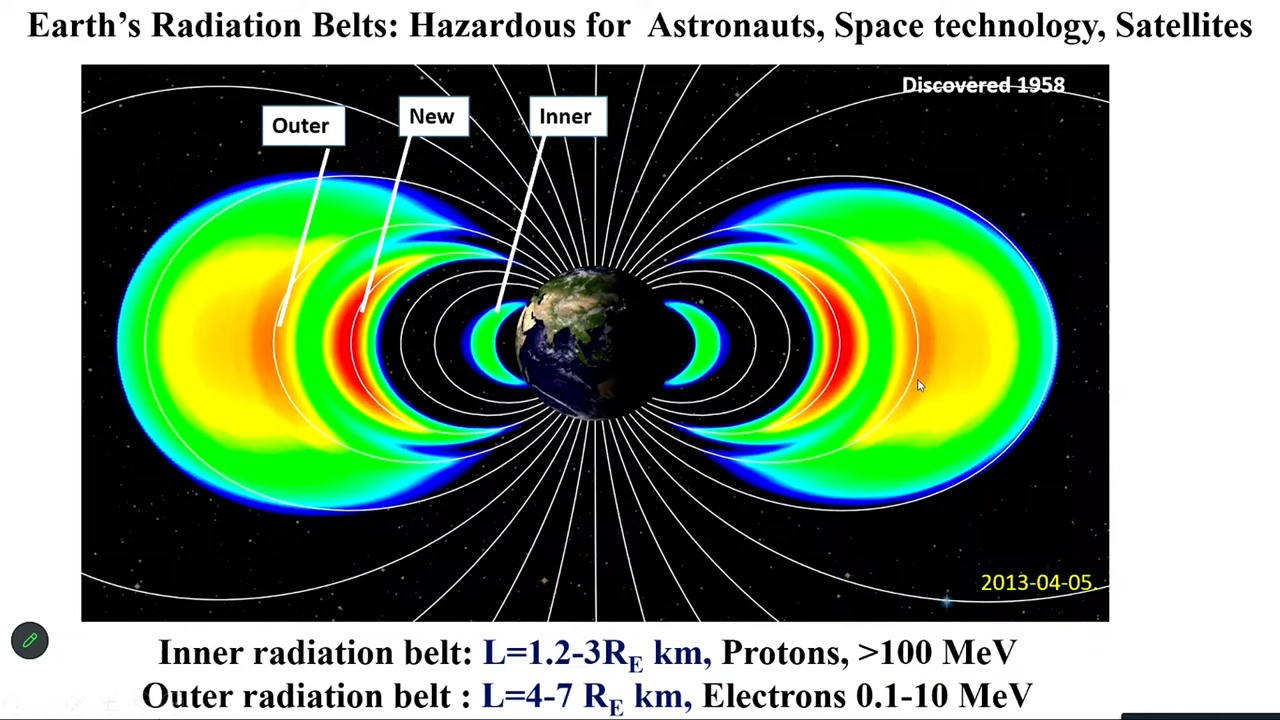 Earth’s Radiation Belts: Hazardous for Astronauts, Space technology, Satellites
Discovered 1958
Outer
New
Inner
2013-04-05.
Inner radiation belt: L=1.2-3RE km, Protons, >100 MeV
Outer radiation belt : L=4-7 RE km, Electrons 0.1-10 MeV